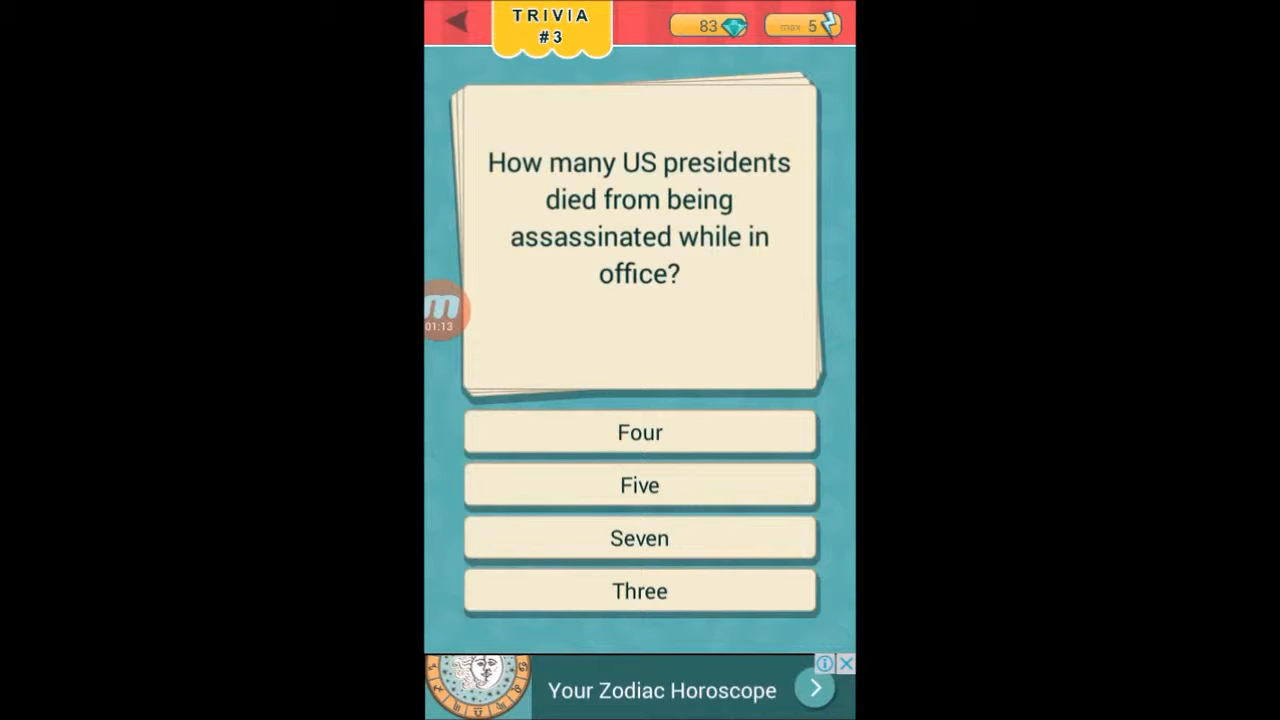 TRIVIA
#3
83
max 5
How many US presidents
died from being
assassinated while in
office?
m
01:13
Four
Five
Seven
Three
Your Zodiac Horoscope